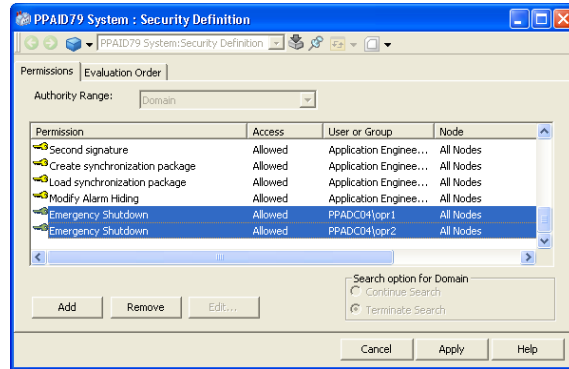 PPAID79 System : Security Definition
PPAID79 System:Security Definition
Permissions Evaluation Order
Authority Range: Domain
Permission Access User or Group Node
Second signature Allowed Application Enginee... All Nodes
Create synchronization package Allowed Application Enginee... All Nodes
Load synchronization package Allowed Application Enginee... All Nodes
Modify Alarm Hiding Allowed Application Enginee... All Nodes
Emergency Shutdown Allowed PPADC04\opr1 All Nodes
Emergency Shutdown Allowed PPADC04\opr2 All Nodes
Search option for Domain
Continue Search
Add Remove Edit... Terminate Search
Cancel Apply Help